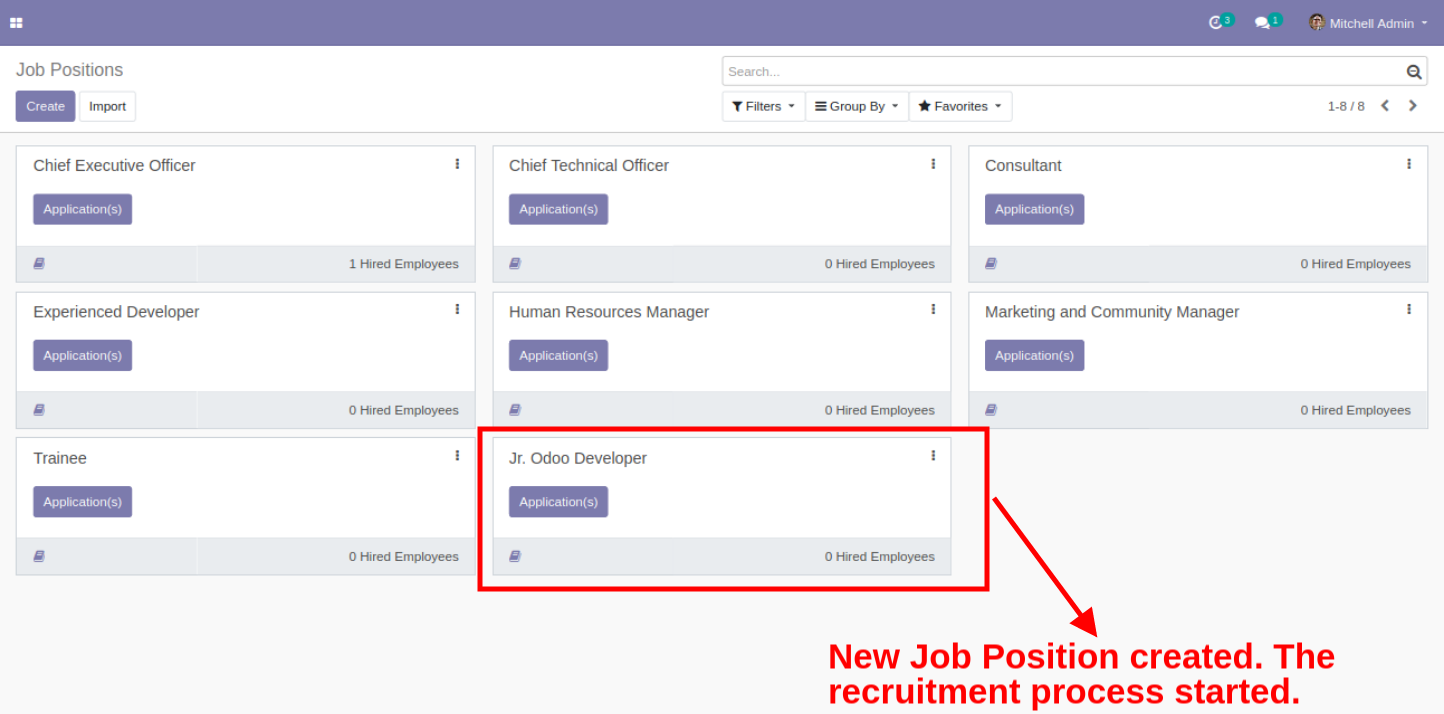 3 1 Mitchell Admin
Job Positions
Search...
Create Import
Filters Group By Favorites 1-8 / 8
Chief Executive Officer
Application(s)
1 Hired Employees
Chief Technical Officer
Application(s)
0 Hired Employees
Consultant
Application(s)
0 Hired Employees
Experienced Developer
Application(s)
0 Hired Employees
Human Resources Manager
Application(s)
0 Hired Employees
Marketing and Community Manager
Application(s)
0 Hired Employees
Trainee
Application(s)
0 Hired Employees
Jr. Odoo Developer
Application(s)
0 Hired Employees
New Job Position created. The
recruitment process started.